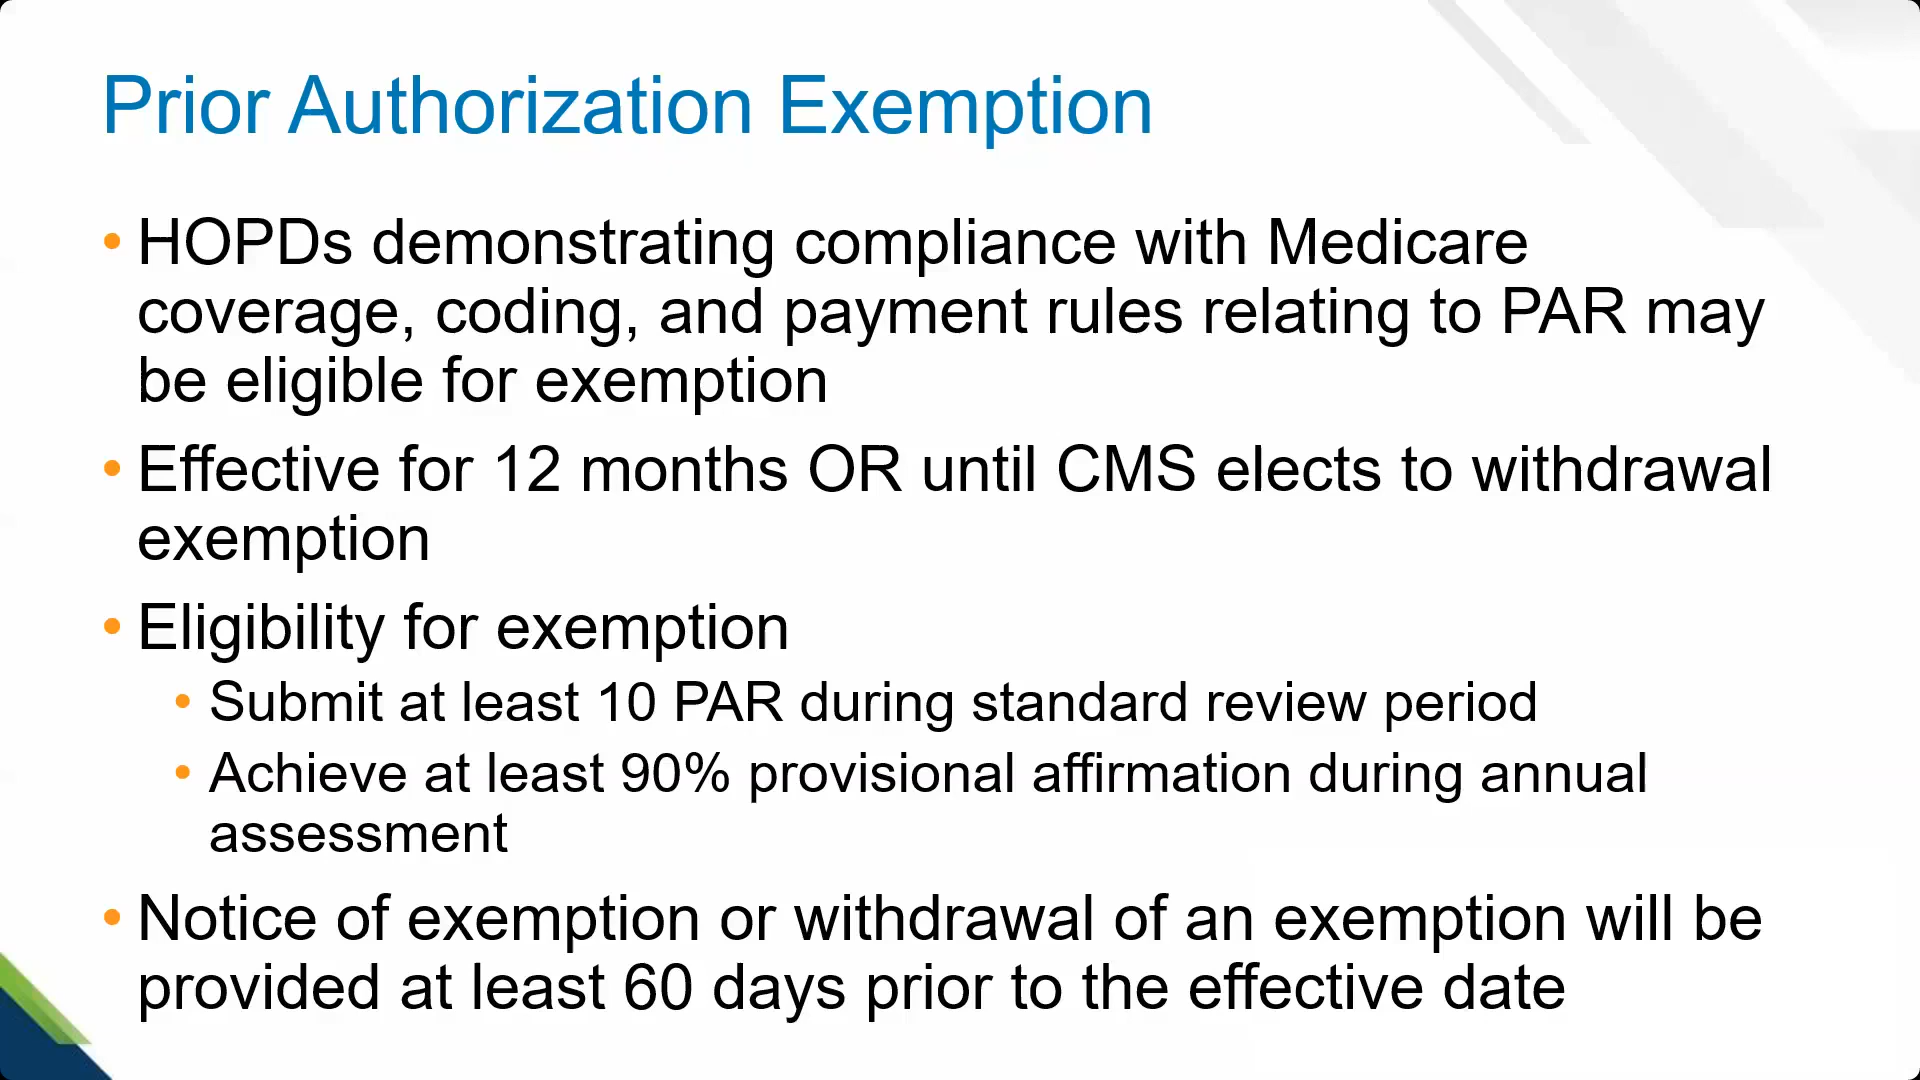 Prior Authorization Exemption
• HOPDs demonstrating compliance with Medicare
coverage, coding, and payment rules relating to PAR may
be eligible for exemption
• Effective for 12 months OR until CMS elects to withdrawal
exemption
• Eligibility for exemption
• Submit at least 10 PAR during standard review period
• Achieve at least 90% provisional affirmation during annual
assessment
• Notice of exemption or withdrawal of an exemption will be
provided at least 60 days prior to the effective date